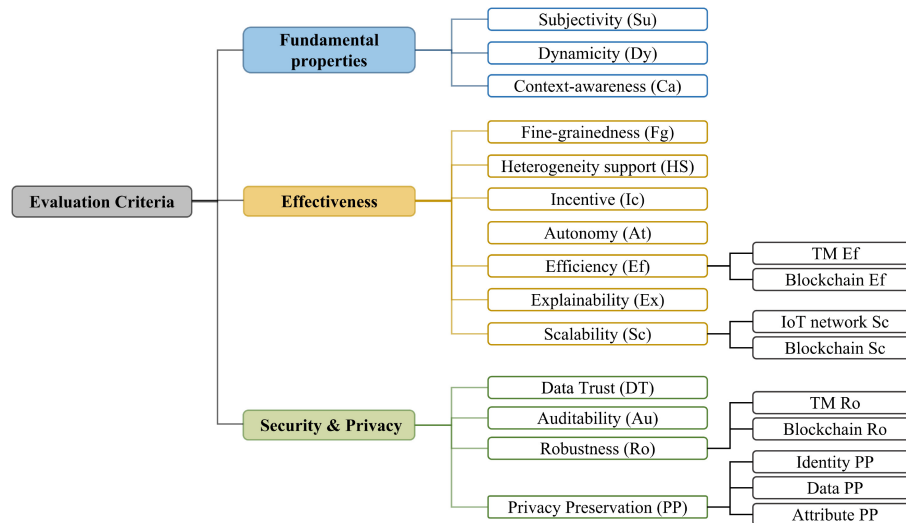 Evaluation Criteria
Fundamental
properties
Subjectivity (Su)
Dynamicity (Dy)
Context-awareness (Ca)
Effectiveness
Fine-grainedness (Fg)
Heterogeneity support (HS)
Incentive (Ic)
Autonomy (At)
Efficiency (Ef)
TM Ef
Blockchain Ef
Explainability (Ex)
Scalability (Sc)
IoT network Sc
Blockchain Sc
Security & Privacy
Data Trust (DT)
Auditability (Au)
Robustness (Ro)
TM Ro
Blockchain Ro
Privacy Preservation (PP)
Identity PP
Data PP
Attribute PP